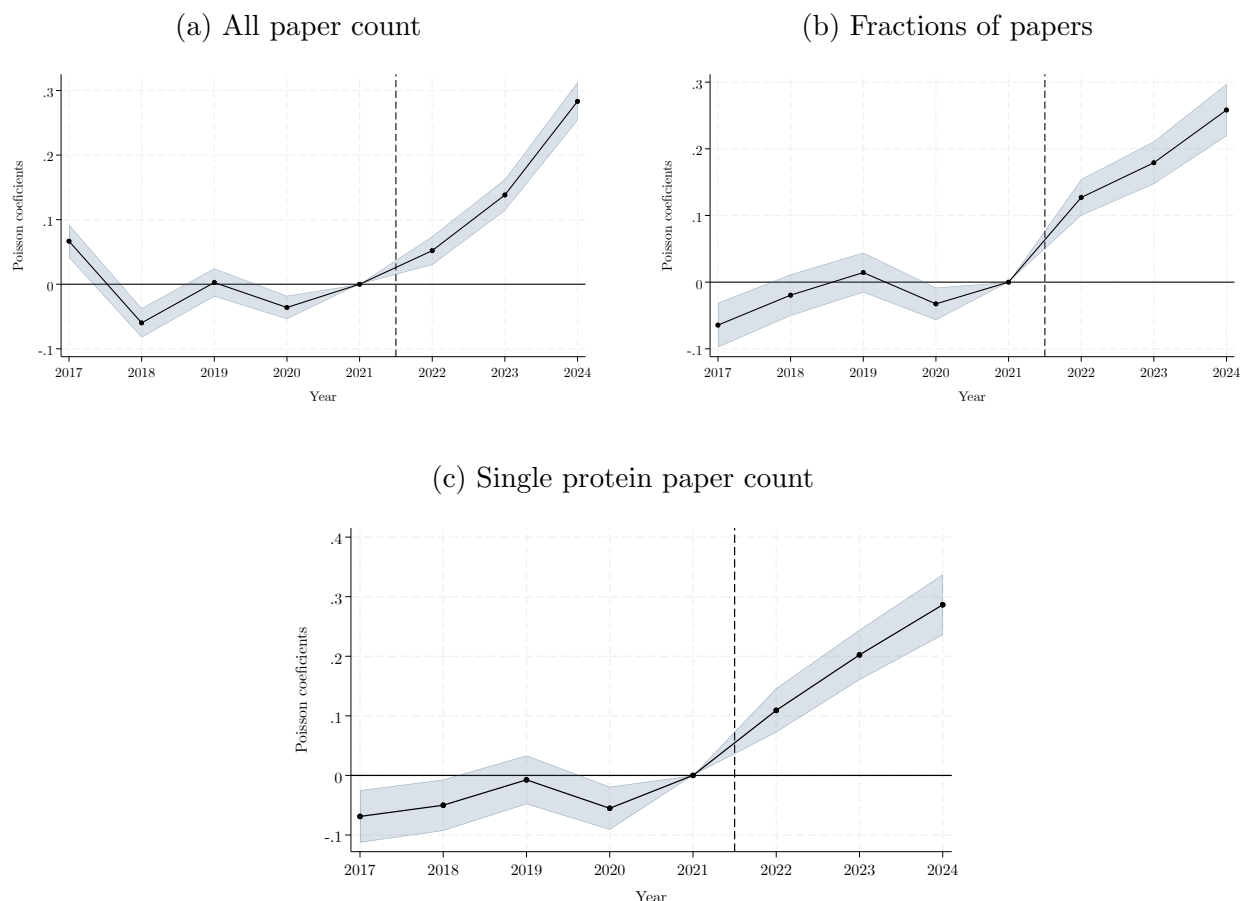 (a) All paper count
(b) Fractions of papers
.3
.2
.1
0
-.1
Poisson coeficients
2017 2018 2019 2020 2021 2022 2023 2024
Year
.3
.2
.1
0
-.1
Poisson coeficients
2017 2018 2019 2020 2021 2022 2023 2024
Year
(c) Single protein paper count
.4
.3
.2
.1
0
-.1
Poisson coeficients
2017 2018 2019 2020 2021 2022 2023 2024
Year